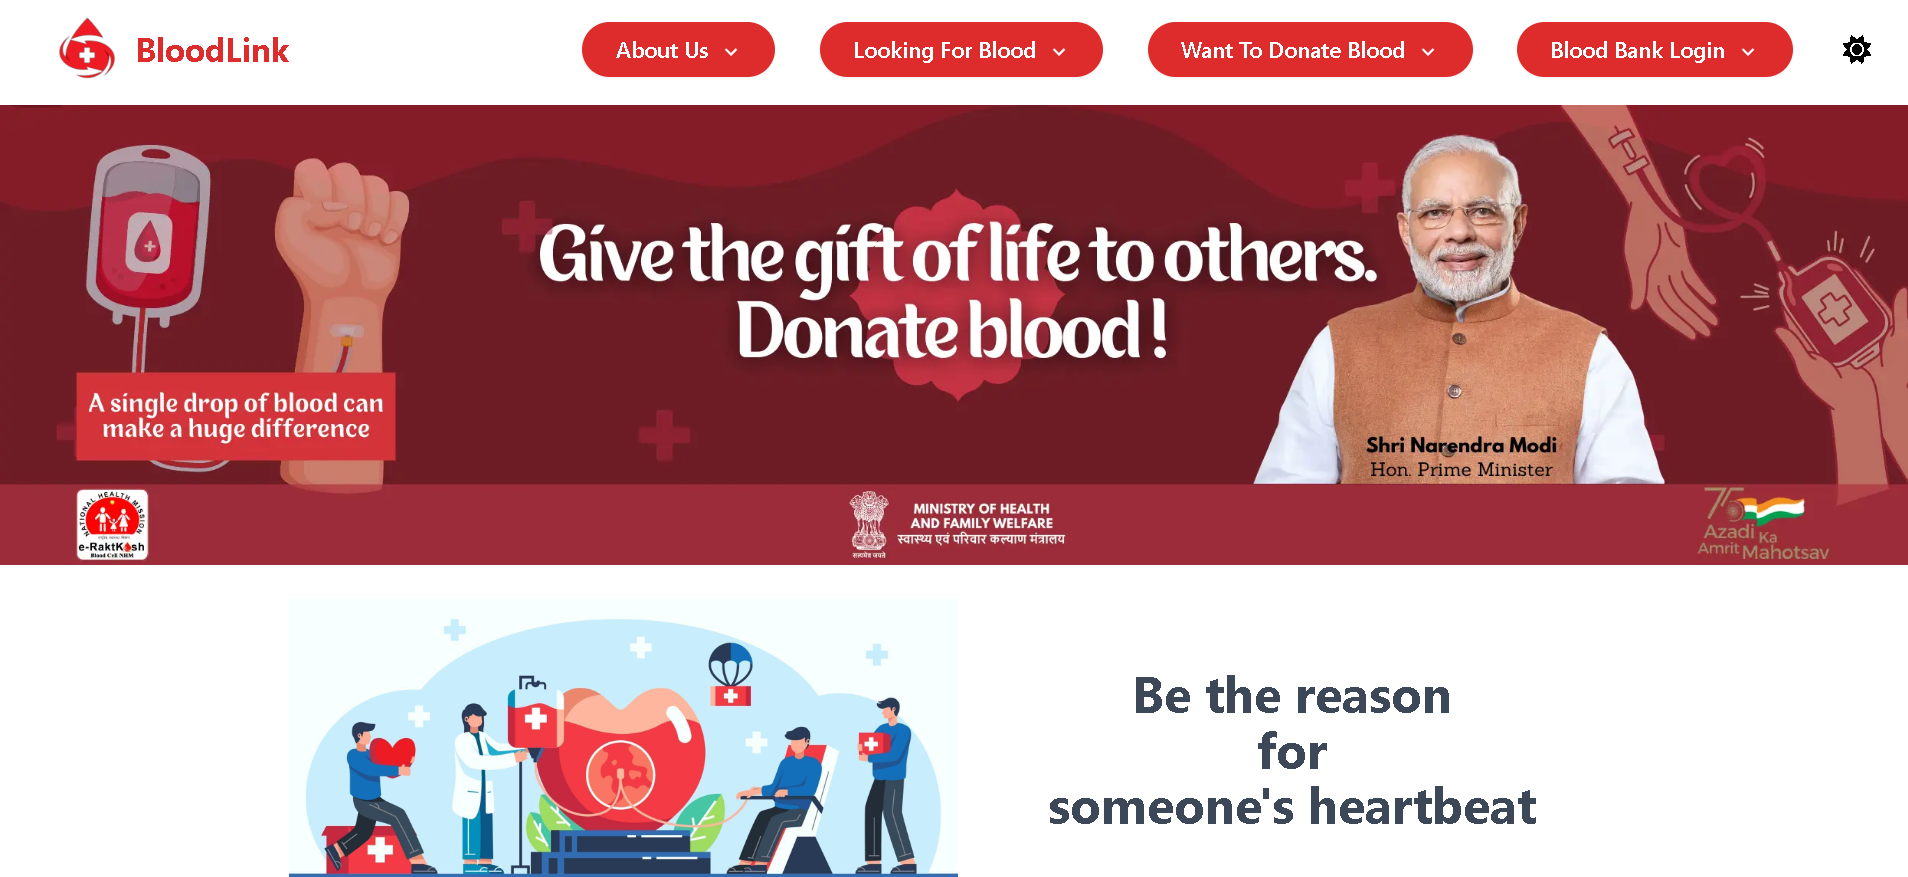 BloodLink
About Us
Looking For Blood
Want To Donate Blood
Blood Bank Login
Give the gift of life to others.
Donate blood!
A single drop of blood can
make a huge difference
Shri Narendra Modi
Hon. Prime Minister
NATIONAL HEALTH MISSION
e-RaktKosh
Blood Cell NHM
सत्यमेव जयते
MINISTRY OF HEALTH
AND FAMILY WELFARE
स्वास्थ्य एवं परिवार कल्याण मंत्रालय
75
Azadi Ka
Amrit Mahotsav
Be the reason
for
someone's heartbeat